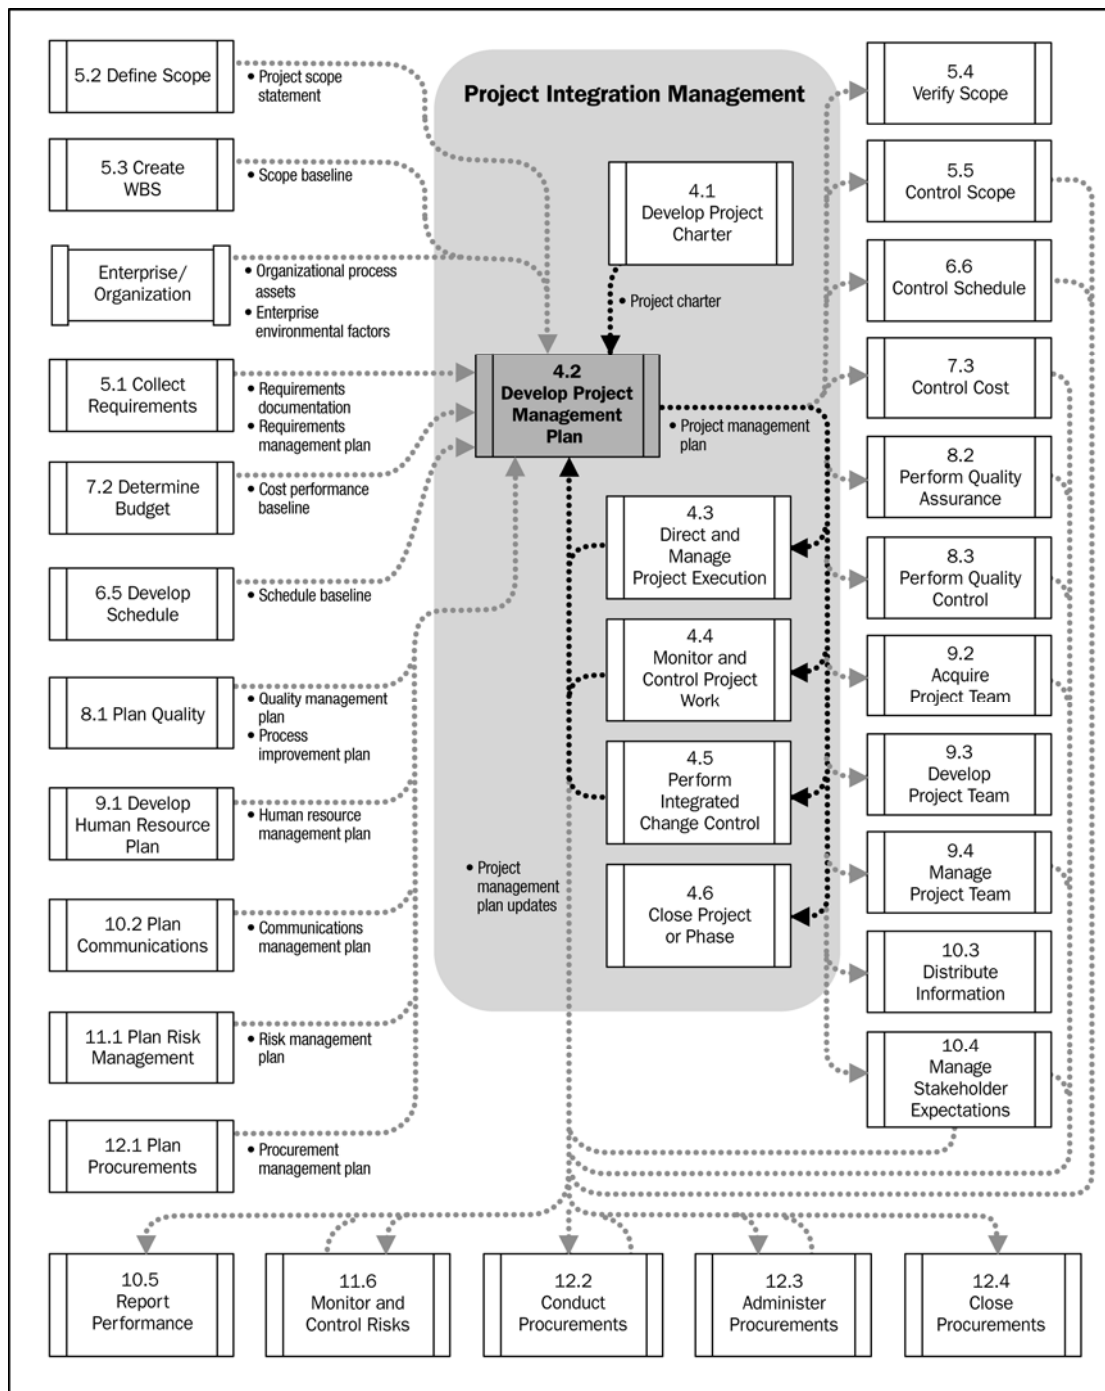 5.2 Define Scope
• Project scope
statement
5.3 Create
WBS
• Scope baseline
Enterprise/
Organization
• Organizational process
assets
• Enterprise
environmental factors
5.1 Collect
Requirements
• Requirements
documentation
• Requirements
management plan
7.2 Determine
Budget
• Cost performance
baseline
6.5 Develop
Schedule
• Schedule baseline
8.1 Plan Quality
• Quality management
plan
• Process
improvement plan
9.1 Develop
Human Resource
Plan
• Human resource
management plan
10.2 Plan
Communications
• Communications
management plan
11.1 Plan Risk
Management
• Risk management
plan
12.1 Plan
Procurements
• Procurement
management plan
Project Integration Management
4.1
Develop Project
Charter
• Project charter
4.2
Develop Project
Management
Plan
• Project management
plan
4.3
Direct and
Manage
Project Execution
4.4
Monitor and
Control Project
Work
4.5
Perform
Integrated
Change Control
• Project
management
plan updates
4.6
Close Project
or Phase
5.4
Verify Scope
5.5
Control Scope
6.6
Control Schedule
7.3
Control Cost
8.2
Perform Quality
Assurance
8.3
Perform Quality
Control
9.2
Acquire
Project Team
9.3
Develop
Project Team
9.4
Manage
Project Team
10.3
Distribute
Information
10.4
Manage
Stakeholder
Expectations
10.5
Report
Performance
11.6
Monitor and
Control Risks
12.2
Conduct
Procurements
12.3
Administer
Procurements
12.4
Close
Procurements